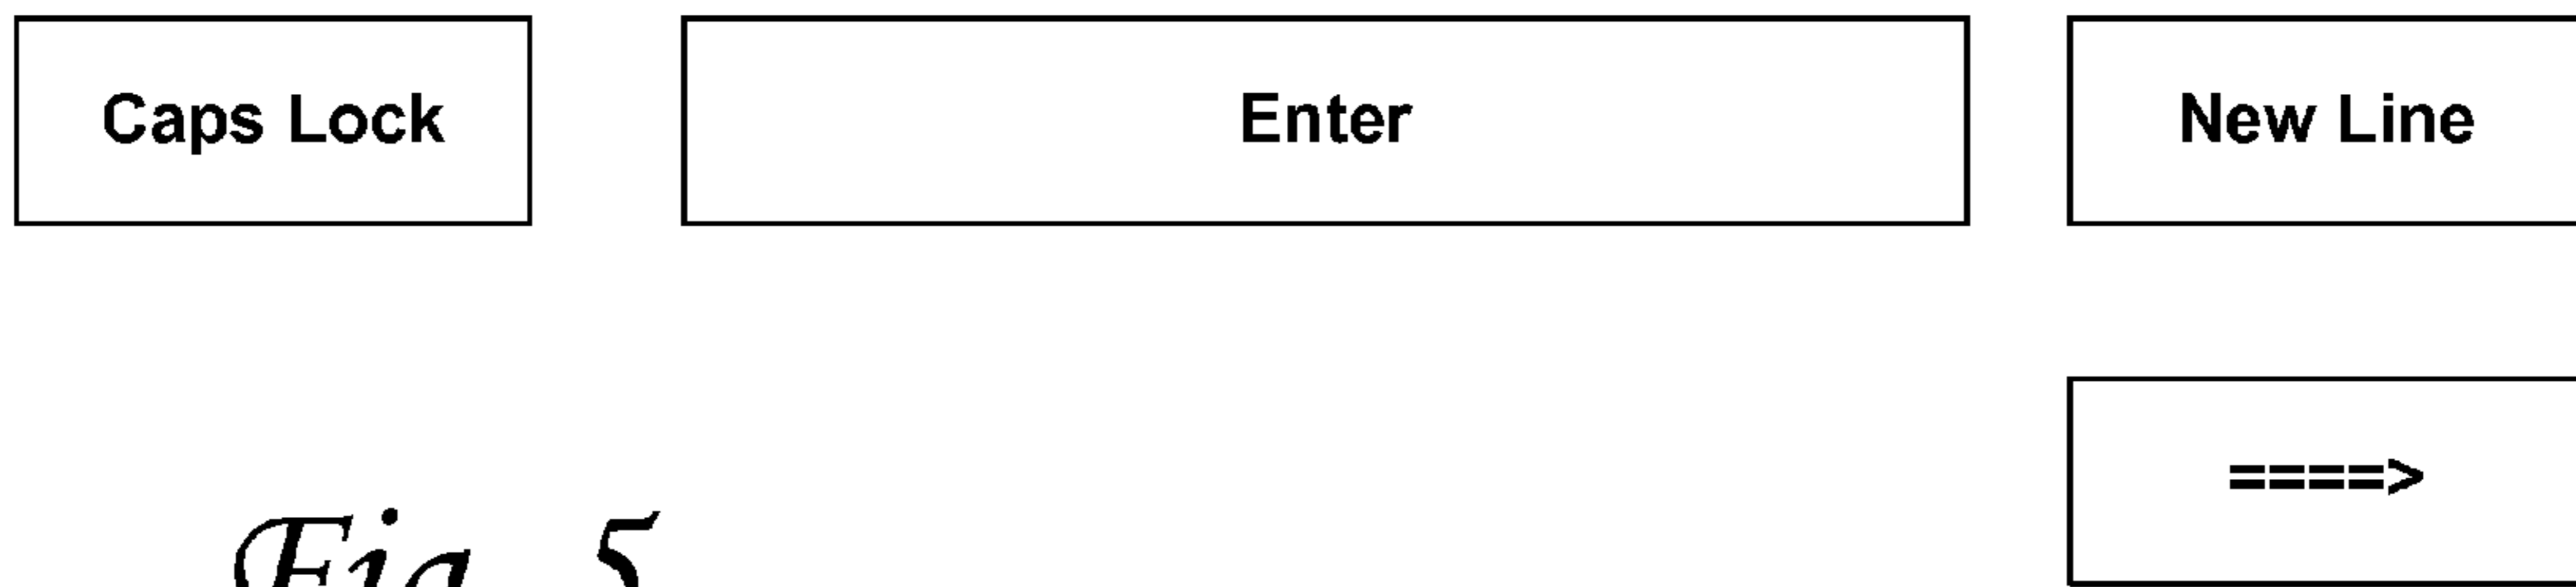 Caps Lock Enter New Line
====>
Fig. 5